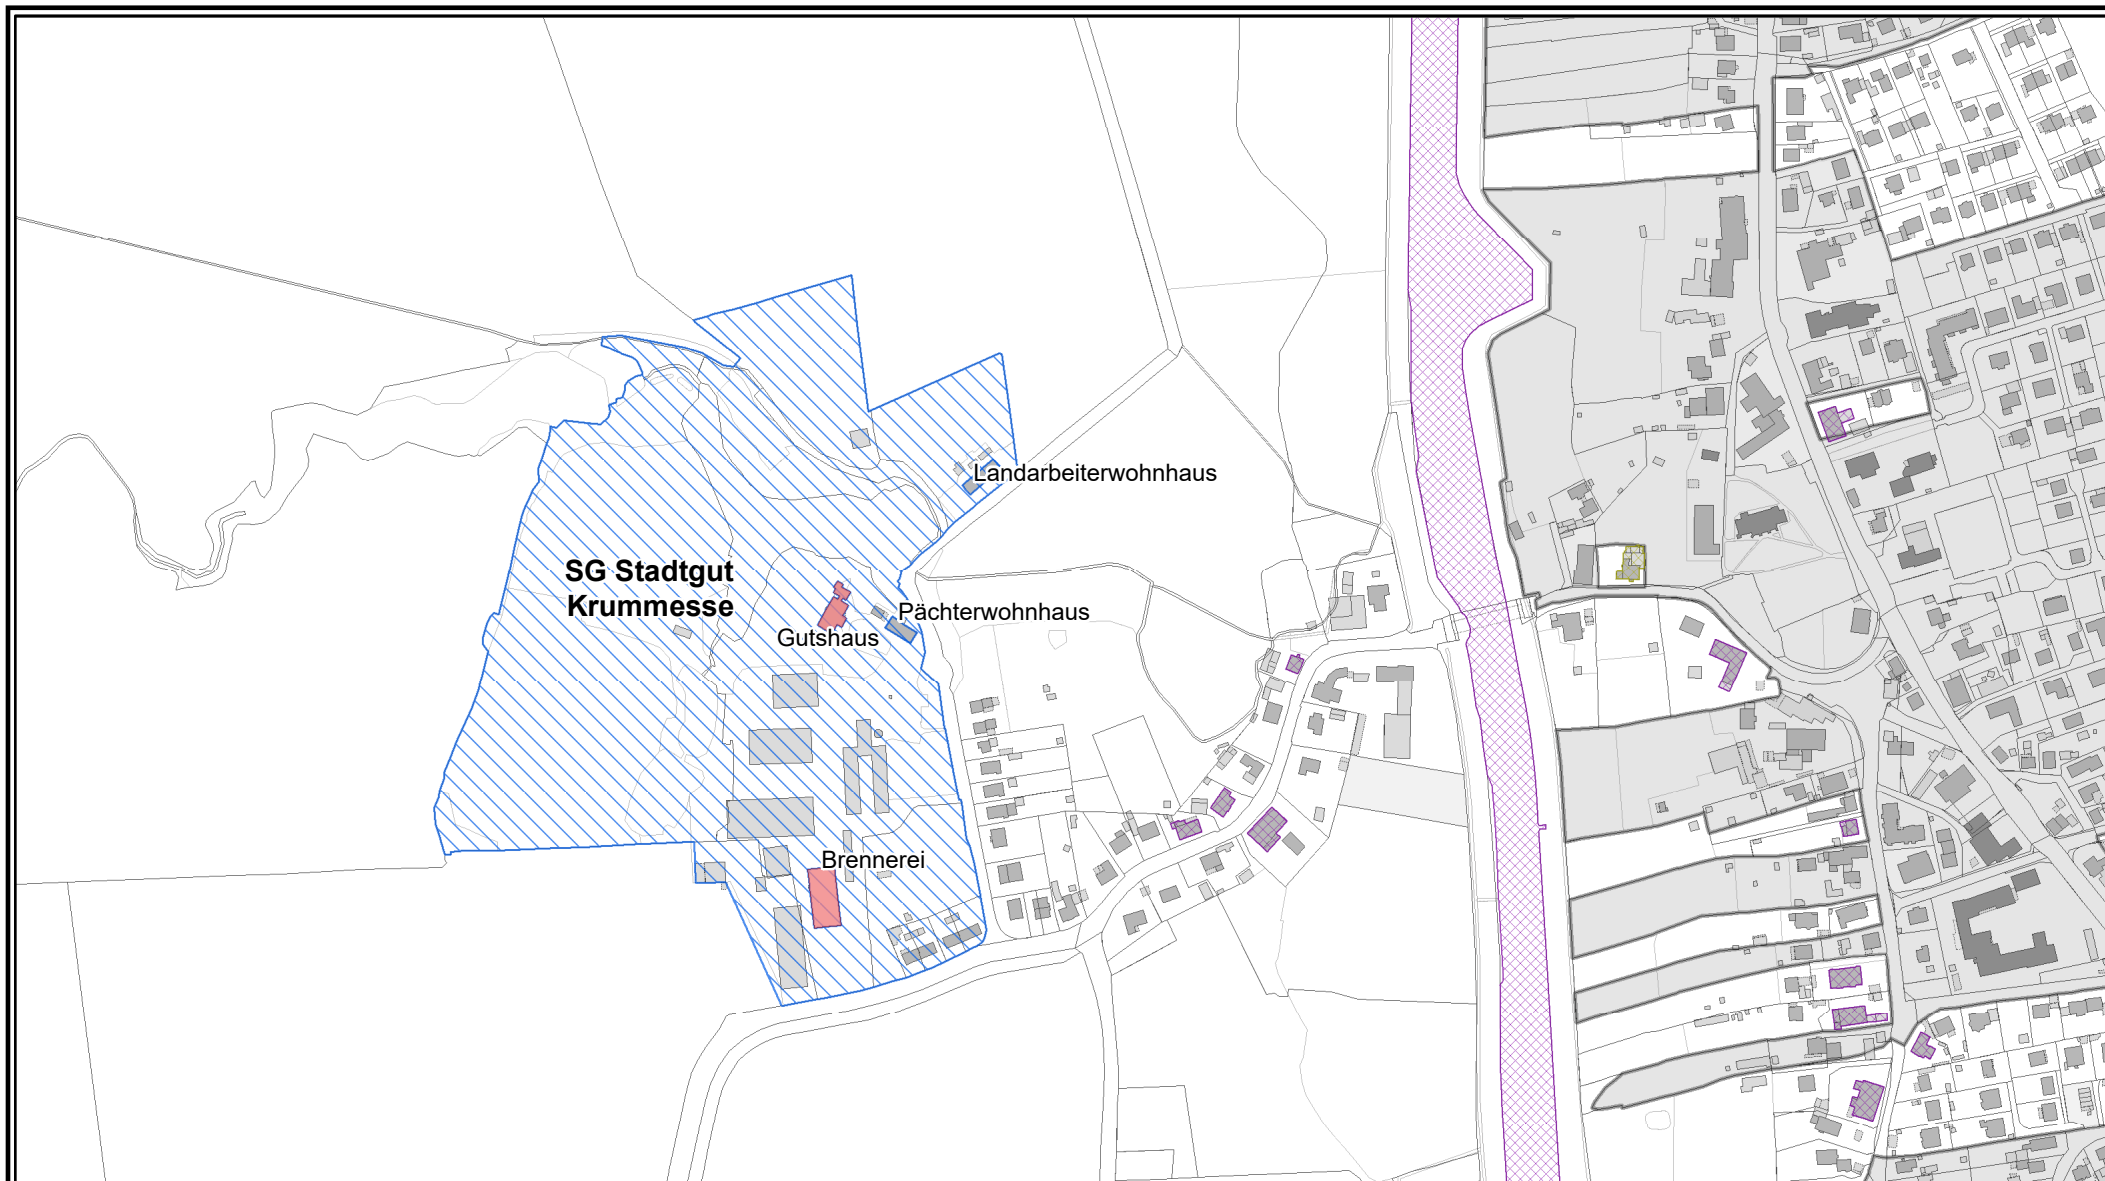 Landarbeiterwohnhaus
SG Stadtgut
Krummesse
Pächterwohnhaus
Gutshaus
Brennerei